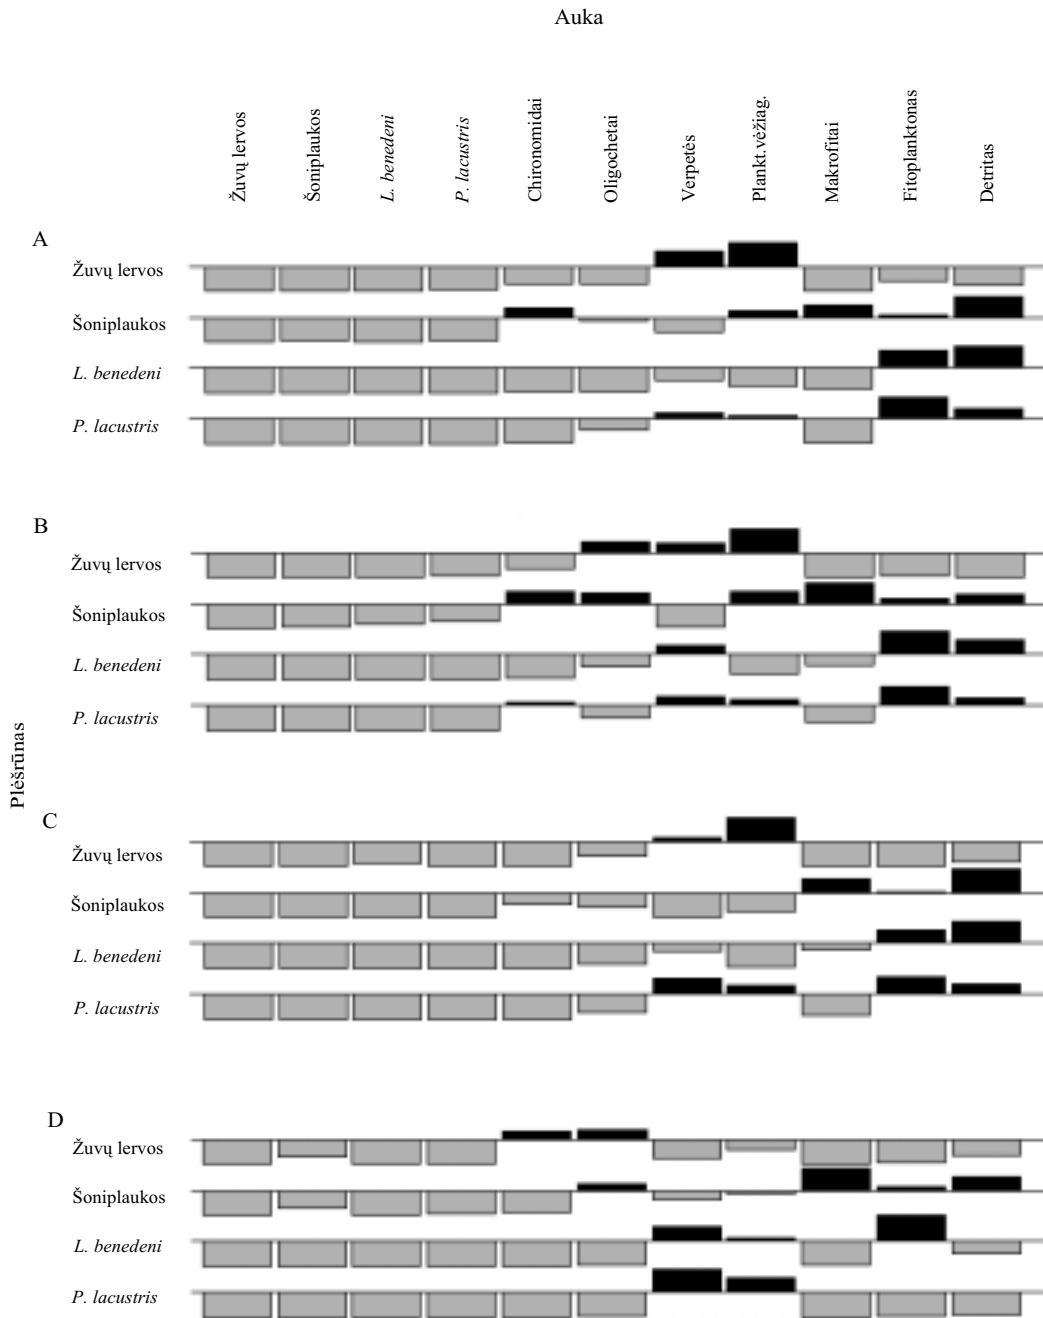 Auka
Žuvų lervos
Šoniplaukos
L. benedeni
P. lacustris
Chironomidai
Oligochetai
Verpetės
Plankt.vėžiag.
Makrofitai
Fitoplanktonas
Detritas
Plėšrūnas
A
Žuvų lervos
Šoniplaukos
L. benedeni
P. lacustris
B
Žuvų lervos
Šoniplaukos
L. benedeni
P. lacustris
C
Žuvų lervos
Šoniplaukos
L. benedeni
P. lacustris
D
Žuvų lervos
Šoniplaukos
L. benedeni
P. lacustris